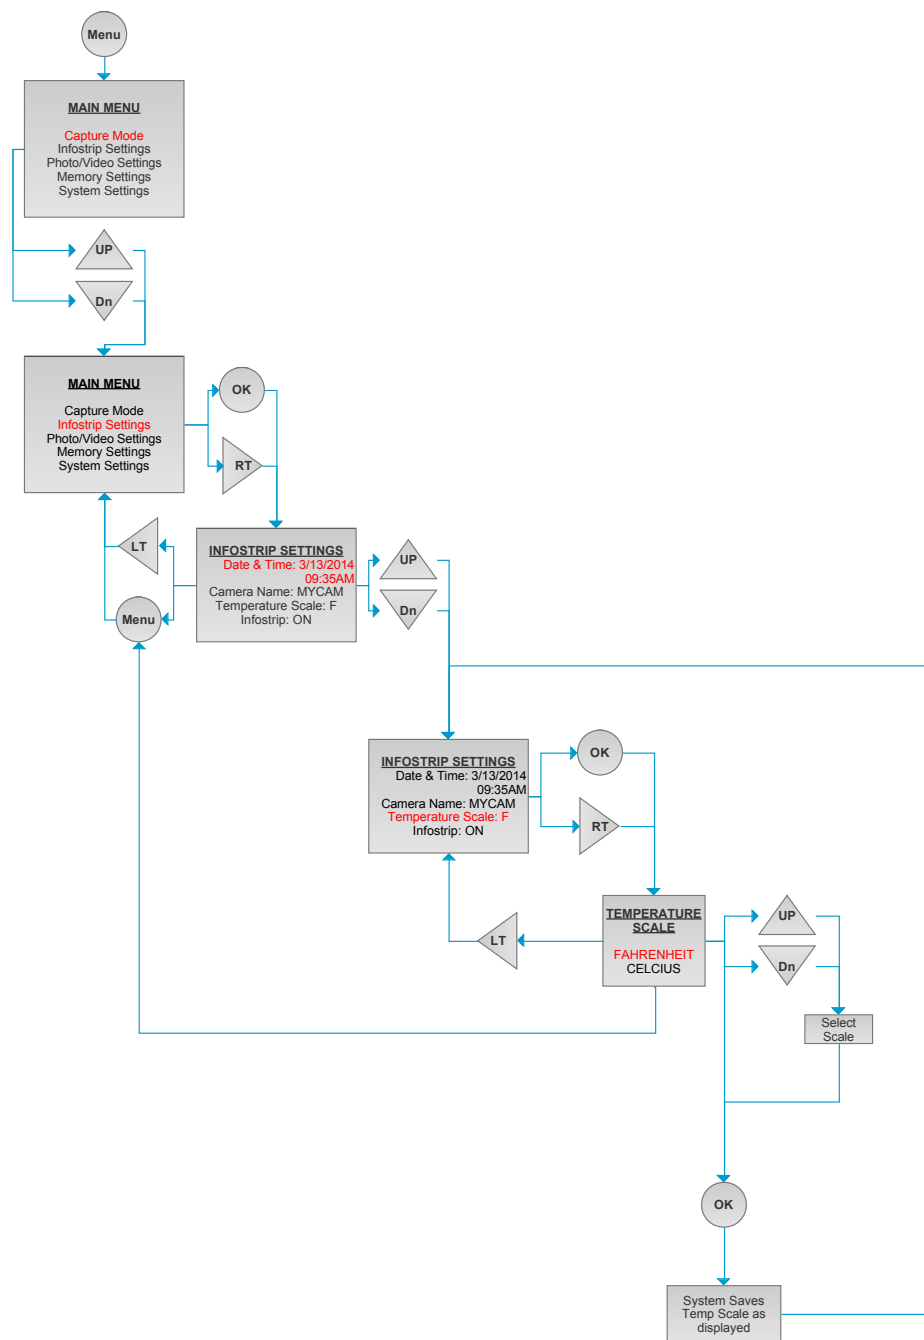 Menu
MAIN MENU
Capture Mode
Infostrip Settings
Photo/Video Settings
Memory Settings
System Settings
UP
Dn
MAIN MENU
Capture Mode
Infostrip Settings
Photo/Video Settings
Memory Settings
System Settings
OK
RT
LT
Menu
INFOSTRIP SETTINGS
Date & Time: 3/13/2014
09:35AM
Camera Name: MYCAM
Temperature Scale: F
Infostrip: ON
UP
Dn
INFOSTRIP SETTINGS
Date & Time: 3/13/2014
09:35AM
Camera Name: MYCAM
Temperature Scale: F
Infostrip: ON
OK
RT
LT
TEMPERATURE
SCALE
FAHRENHEIT
CELCIUS
UP
Dn
Select
Scale
OK
System Saves
Temp Scale as
displayed